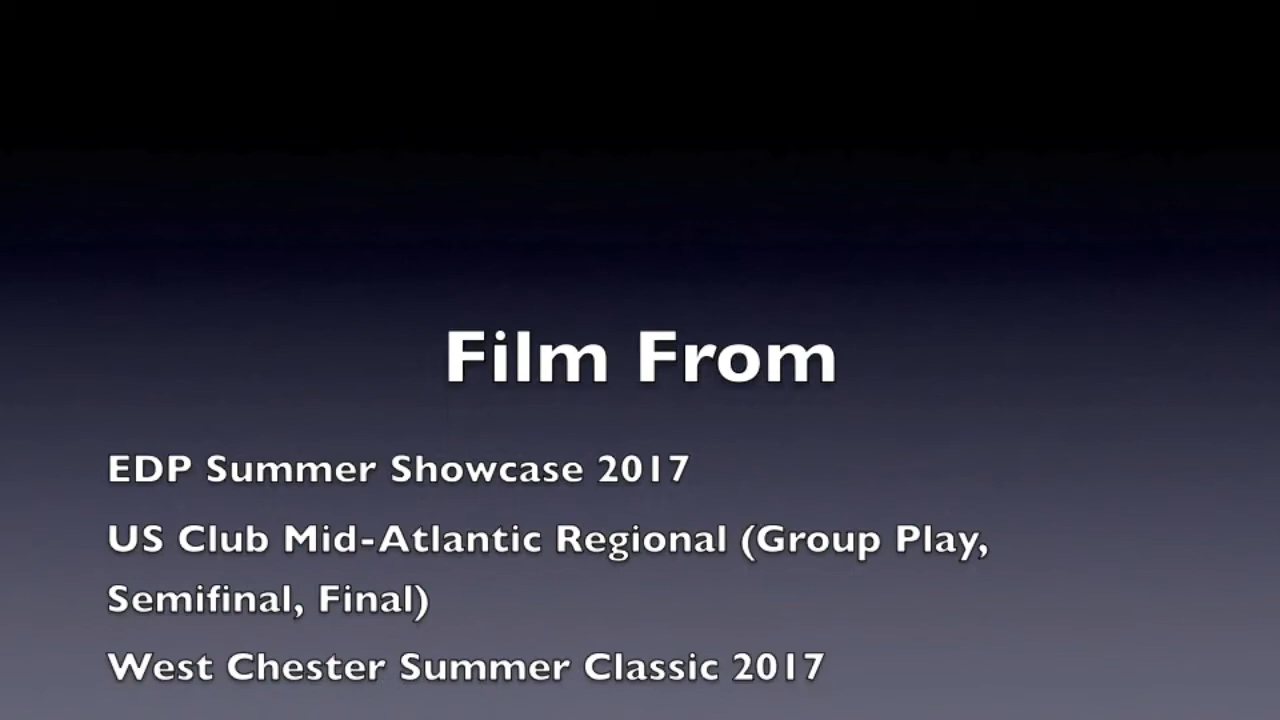 Film From
EDP Summer Showcase 2017
US Club Mid-Atlantic Regional (Group Play,
Semifinal, Final)
West Chester Summer Classic 2017